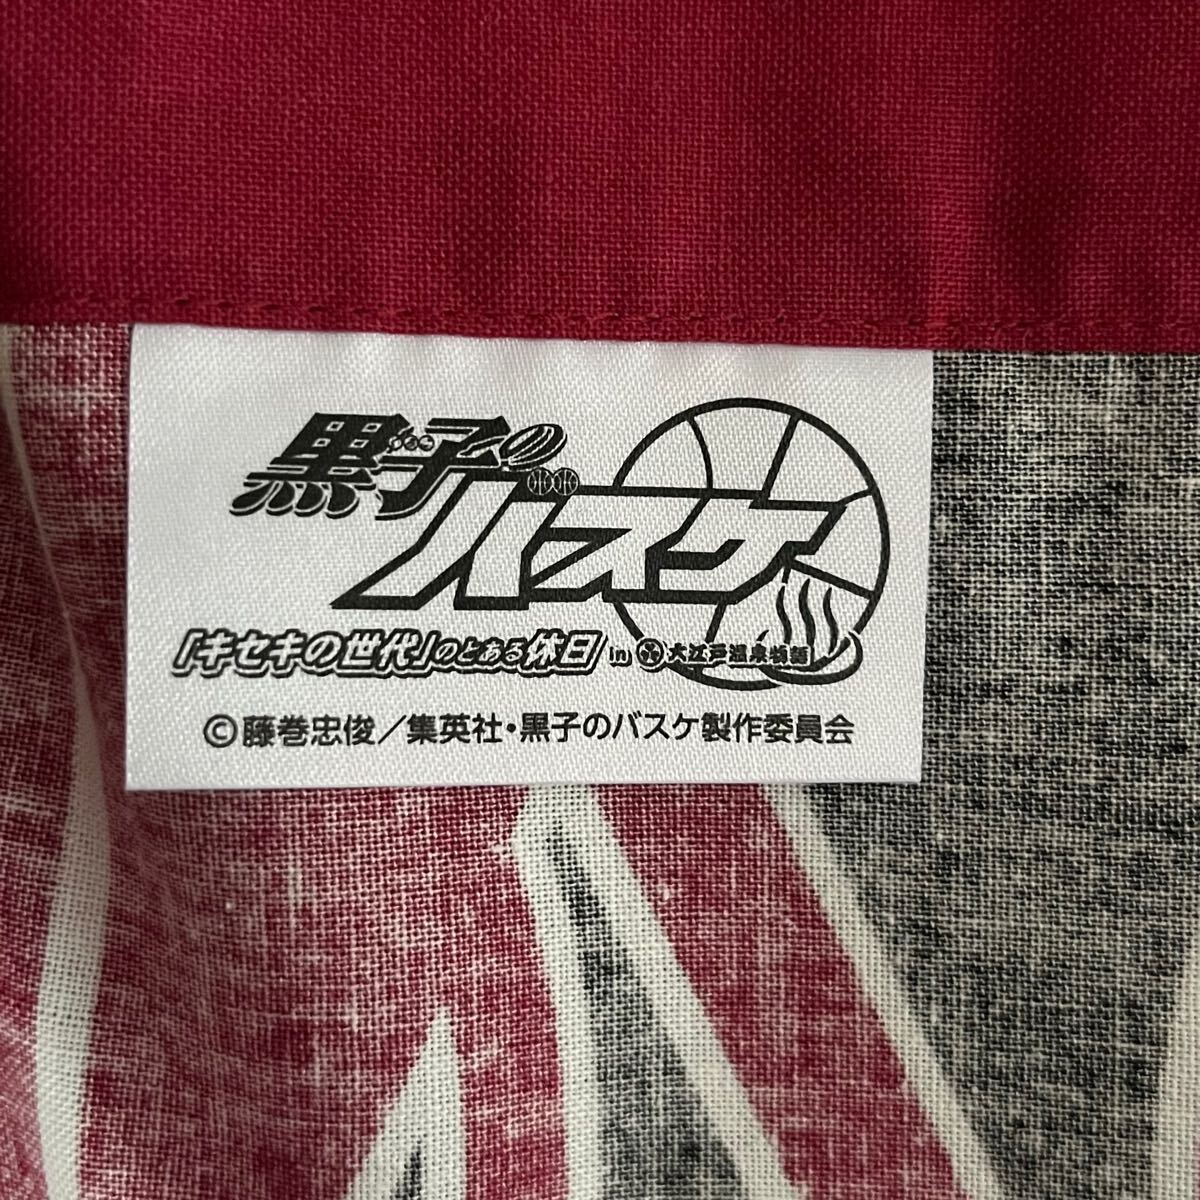 黒子の
バスケ
「キセキの世代」のとある休日 in 大江戸温泉物語
©藤巻忠俊／集英社・黒子のバスケ製作委員会